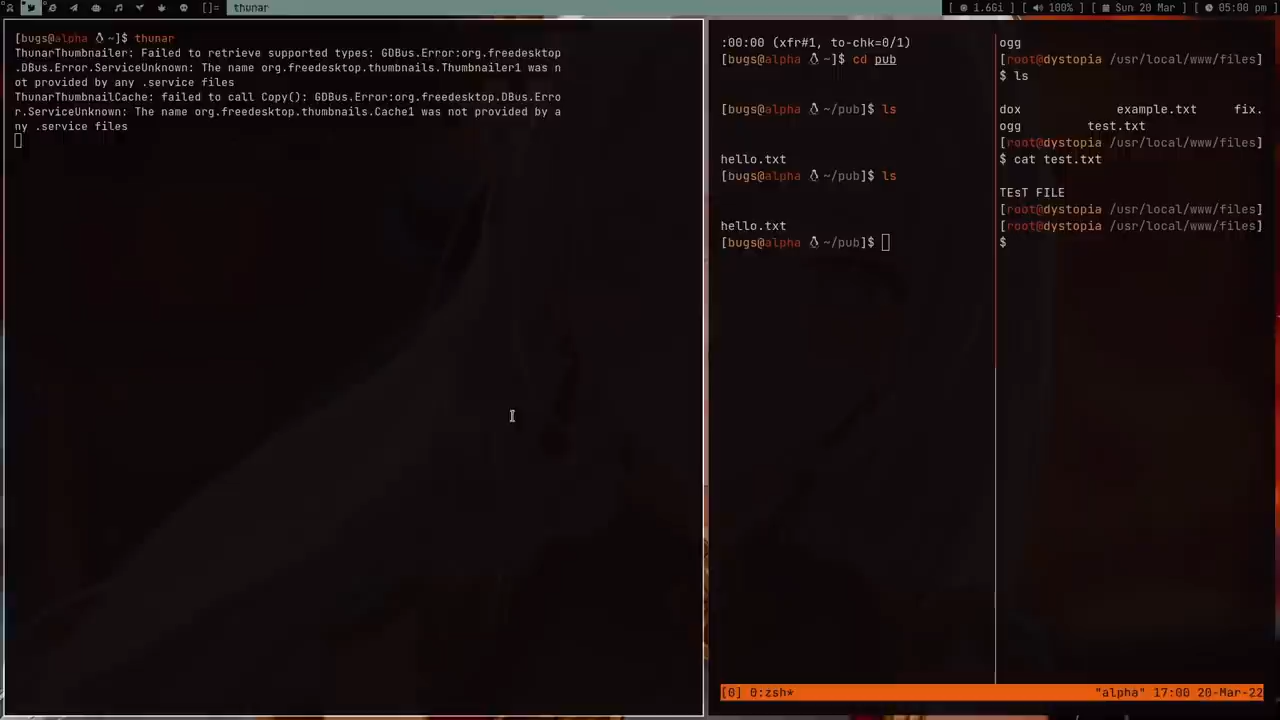 []= thunar [ 1.6Gi ] [ 100% ] [ Sun 20 Mar ] [ 05:00 pm ]
[bugs@alpha ~]$ thunar
ThunarThumbnailer: Failed to retrieve supported types: GDBus.Error:org.freedesktop
.DBus.Error.ServiceUnknown: The name org.freedesktop.thumbnails.Thumbnailer1 was n
ot provided by any .service files
ThunarThumbnailCache: failed to call Copy(): GDBus.Error:org.freedesktop.DBus.Erro
r.ServiceUnknown: The name org.freedesktop.thumbnails.Cache1 was not provided by a
ny .service files
:00:00 (xfr#1, to-chk=0/1)
[bugs@alpha ~]$ cd pub
[bugs@alpha ~/pub]$ ls
hello.txt
[bugs@alpha ~/pub]$ ls
hello.txt
[bugs@alpha ~/pub]$
ogg
[root@dystopia /usr/local/www/files]
$ ls
dox example.txt fix.
ogg test.txt
[root@dystopia /usr/local/www/files]
$ cat test.txt
TEsT FILE
[root@dystopia /usr/local/www/files]
[root@dystopia /usr/local/www/files]
$
[0] 0:zsh* "alpha" 17:00 20-Mar-22